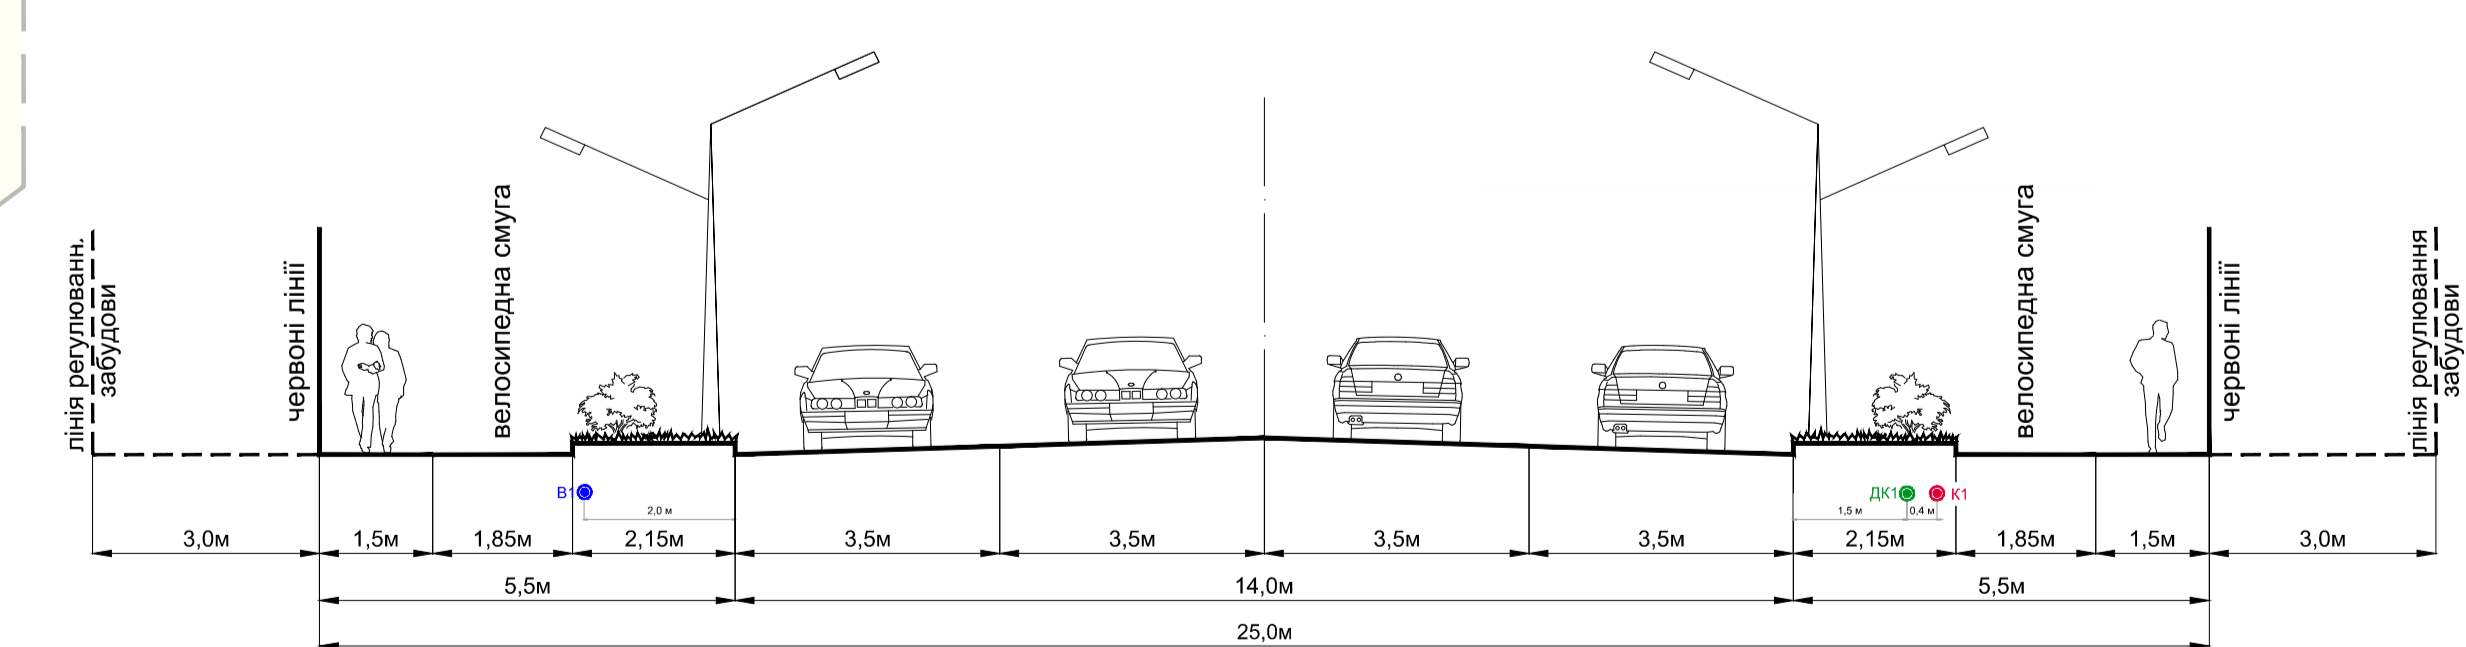 лінія регулюванн.
забудови
червоні лінії
велосипедна смуга
велосипедна смуга
червоні лінії
лінія регулювання
забудови
В1
ДК1
К1
2,0 м
1,5 м
0,4 м
3,0м
1,5м
1,85м
2,15м
3,5м
3,5м
3,5м
3,5м
2,15м
1,85м
1,5м
3,0м
5,5м
14,0м
5,5м
25,0м